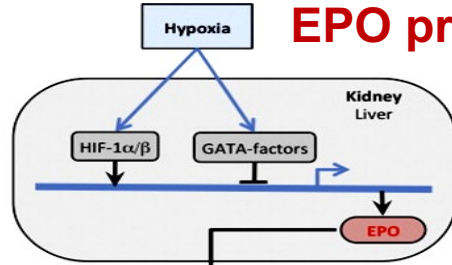 EPO pr
Hypoxia
Kidney
Liver
HIF-1α/β
GATA-factors
EPO